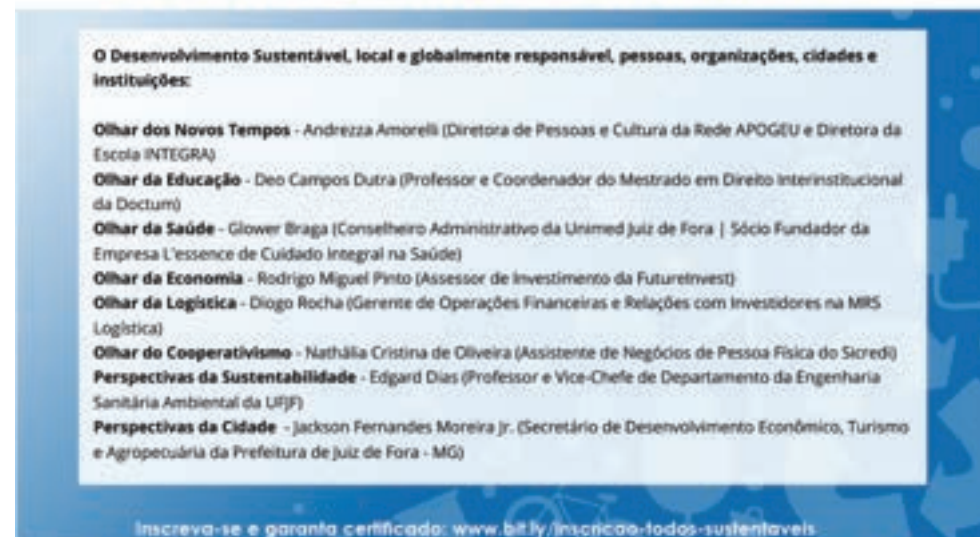 O Desenvolvimento Sustentável, local e globalmente responsável, pessoas, organizações, cidades e
instituições:
Olhar dos Novos Tempos - Andrezza Amorelli (Diretora de Pessoas e Cultura da Rede APOGEU e Diretora da
Escola INTEGRA)
Olhar da Educação - Deo Campos Dutra (Professor e Coordenador do Mestrado em Direito Interinstitucional
da Doctum)
Olhar da Saúde - Glower Braga (Conselheiro Administrativo da Unimed Juiz de Fora | Sócio Fundador da
Empresa L'essence de Cuidado Integral na Saúde)
Olhar da Economia - Rodrigo Miguel Pinto (Assessor de Investimento da FutureInvest)
Olhar da Logística - Diogo Rocha (Gerente de Operações Financeiras e Relações com Investidores na MRS
Logística)
Olhar do Cooperativismo - Nathália Cristina de Oliveira (Assistente de Negócios de Pessoa Física do Sicredi)
Perspectivas da Sustentabilidade - Edgard Dias (Professor e Vice-Chefe de Departamento da Engenharia
Sanitária Ambiental da UFJF)
Perspectivas da Cidade - Jackson Fernandes Moreira Jr. (Secretário de Desenvolvimento Econômico, Turismo
e Agropecuária da Prefeitura de Juiz de Fora - MG)
Inscreva-se e garanta certificado: www.bit.ly/inscricao-todos-sustentaveis